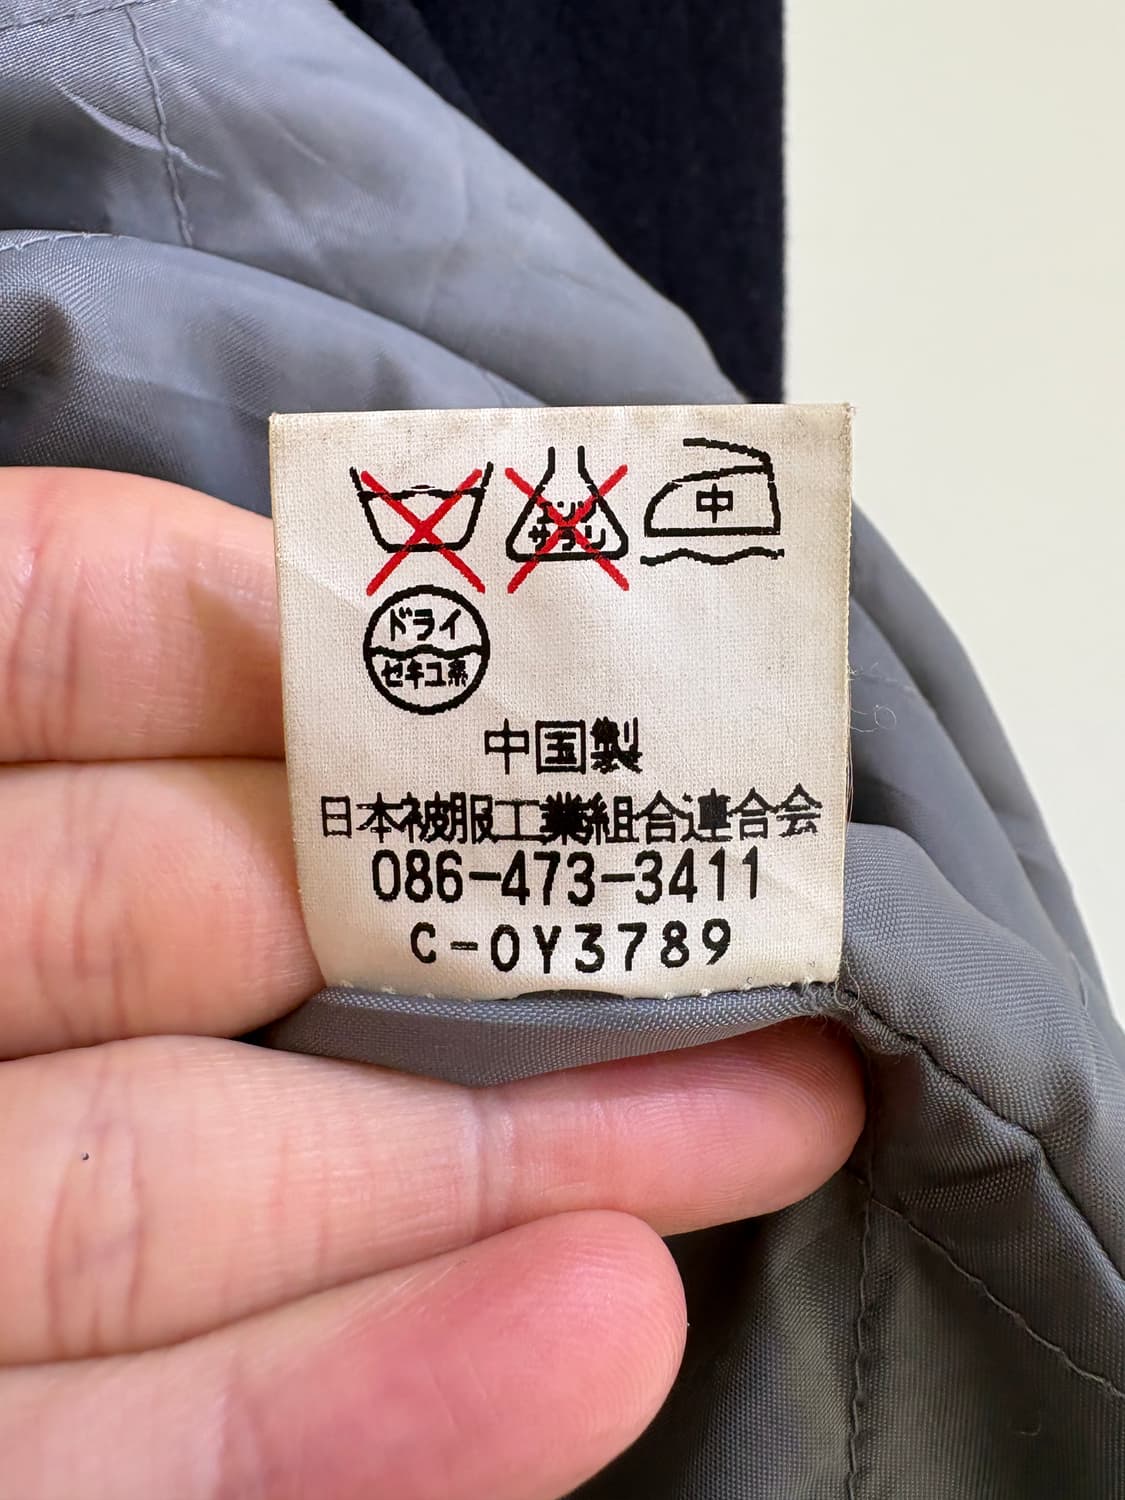 エンソ
サラシ
中
ドライ
セキユ系
中国製
日本被服工業組合連合会
086-473-3411
C-0Y3789